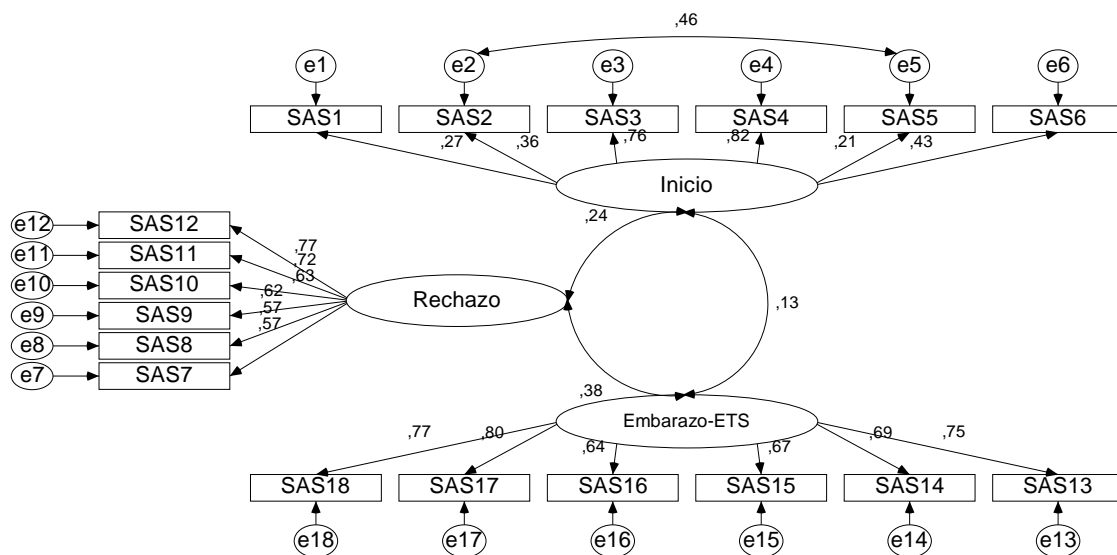 ,46
e1 e2 e3 e4 e5 e6
SAS1 SAS2 SAS3 SAS4 SAS5 SAS6
,27 ,36 ,76 ,82 ,21 ,43
Inicio
,24
e12 SAS12
e11 SAS11
e10 SAS10
e9 SAS9
e8 SAS8
e7 SAS7
,77
,72
,63
,62
,57
,57
Rechazo
,13
,38
Embarazo-ETS
,77 ,80 ,64 ,67 ,69 ,75
SAS18 SAS17 SAS16 SAS15 SAS14 SAS13
e18 e17 e16 e15 e14 e13